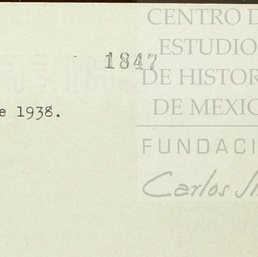 CENTRO D
ESTUDIO
DE HISTOR
DE MEXIC
FUNDACI
Carlos Sl
1847
e 1938.